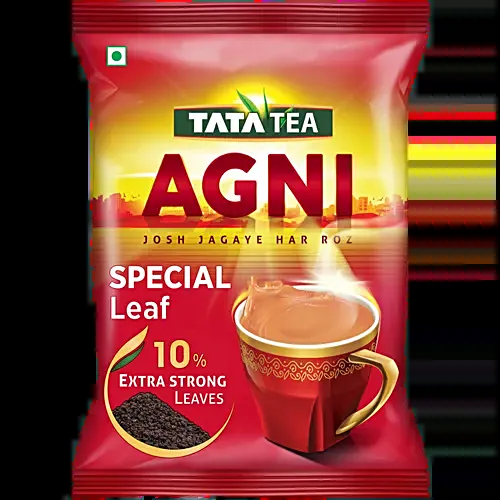 TATA TEA
AGNI
JOSH JAGAYE HAR ROZ
SPECIAL
Leaf
10%
EXTRA STRONG
LEAVES